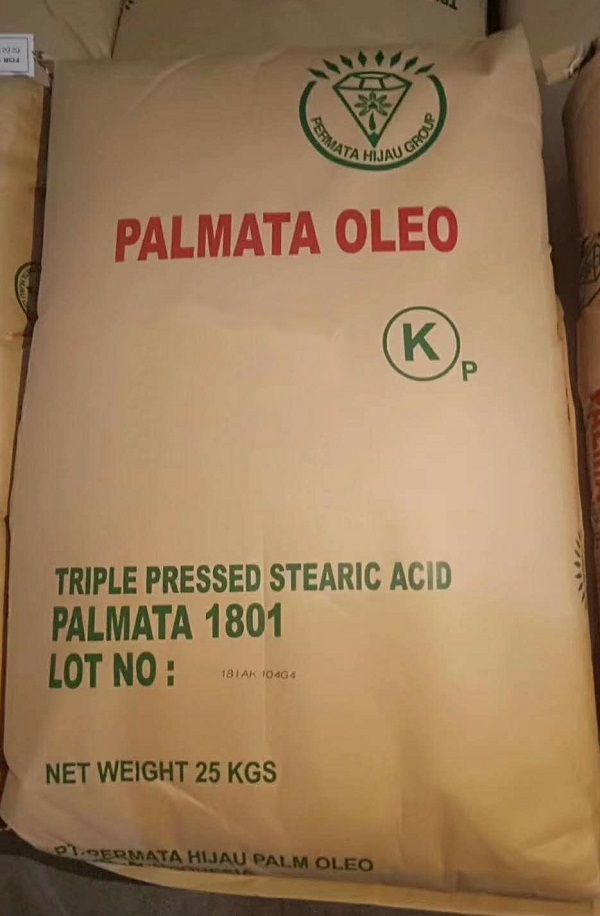 PERMATA HIJAU GROUP
PALMATA OLEO
K
P
TRIPLE PRESSED STEARIC ACID
PALMATA 1801
LOT NO : 181AK 104G4
NET WEIGHT 25 KGS
PT.PERMATA HIJAU PALM OLEO